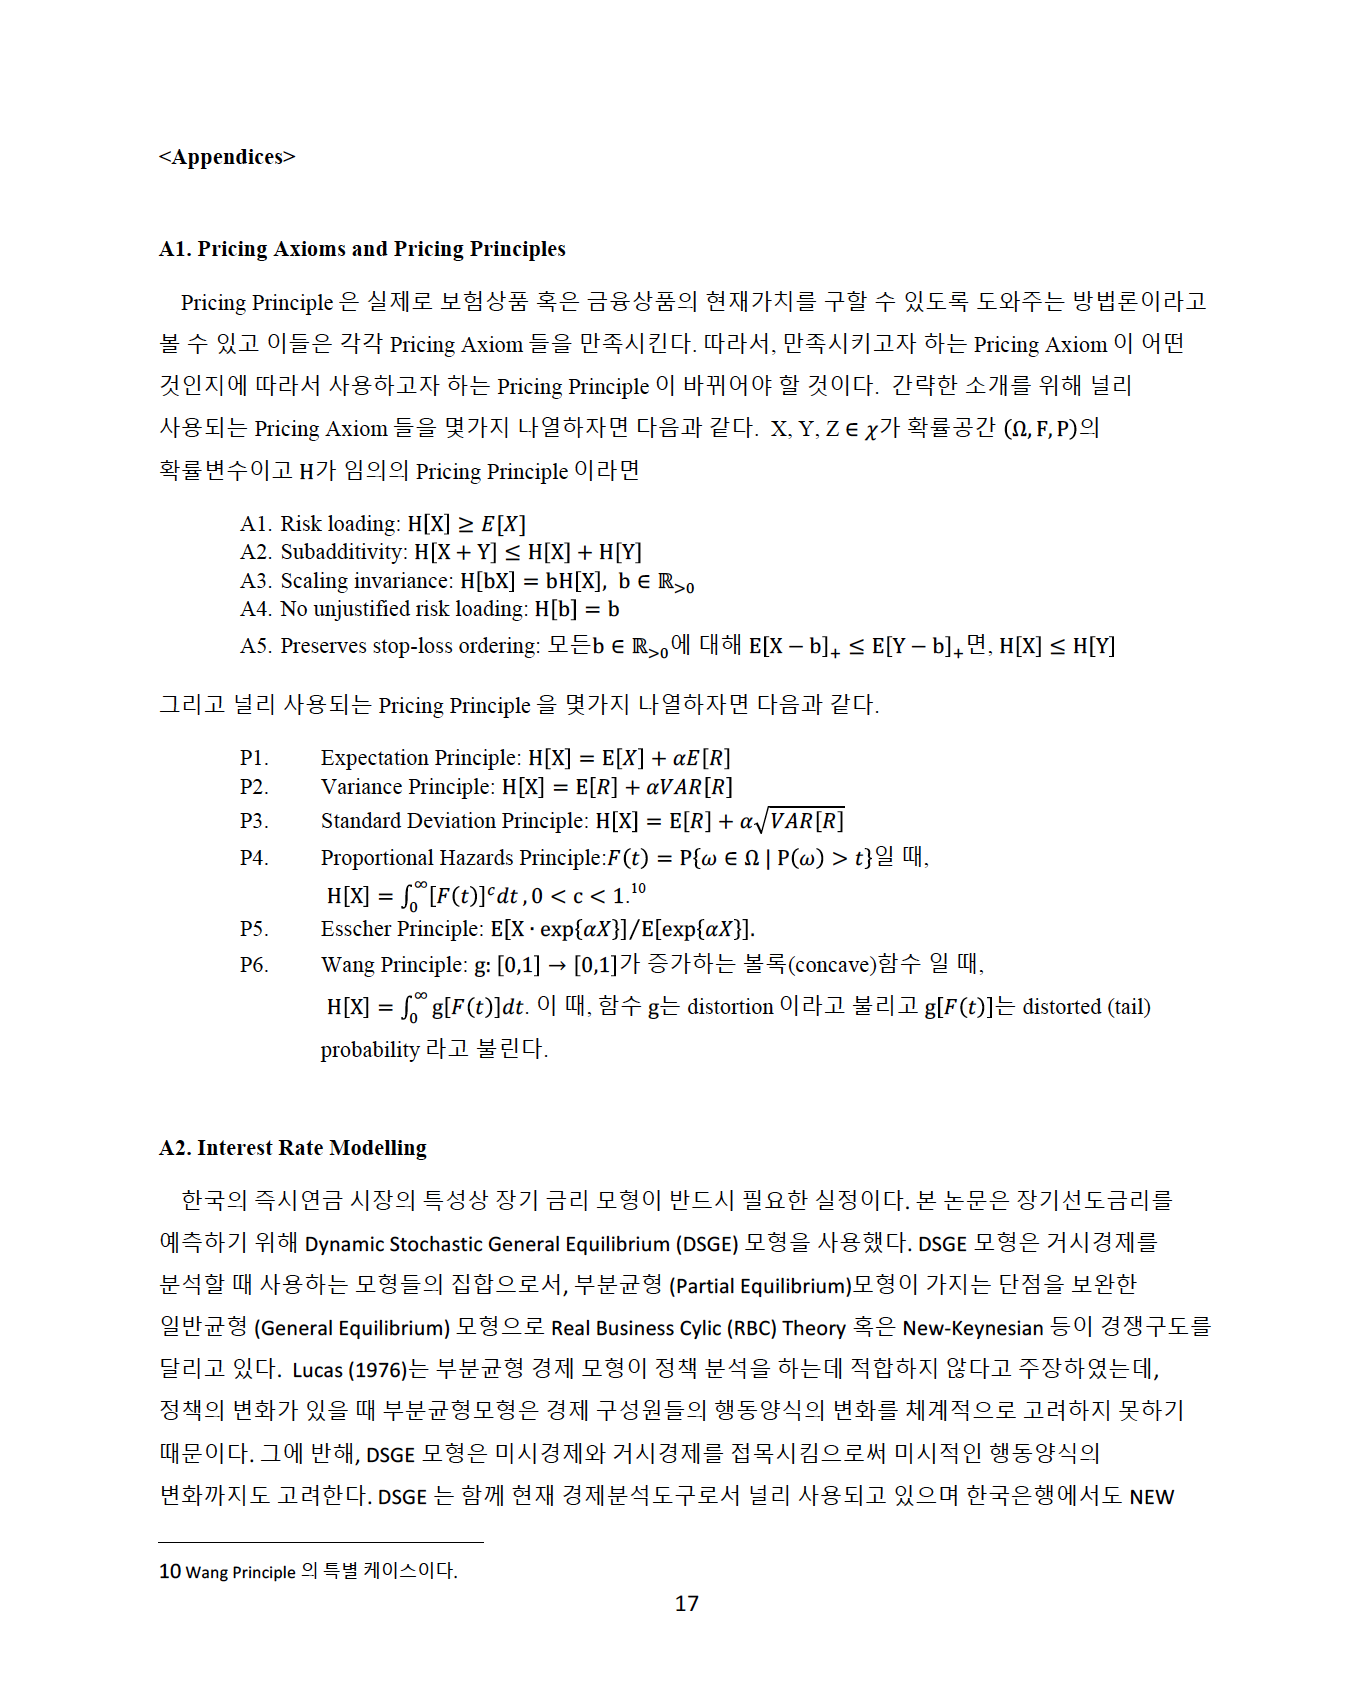 <Appendices>
A1. Pricing Axioms and Pricing Principles
Pricing Principle 은 실제로 보험상품 혹은 금융상품의 현재가치를 구할 수 있도록 도와주는 방법론이라고
볼 수 있고 이들은 각각 Pricing Axiom 들을 만족시킨다. 따라서, 만족시키고자 하는 Pricing Axiom 이 어떤
것인지에 따라서 사용하고자 하는 Pricing Principle 이 바뀌어야 할 것이다. 간략한 소개를 위해 널리
사용되는 Pricing Axiom 들을 몇가지 나열하자면 다음과 같다. X, Y, Z ∈ χ가 확률공간 (Ω, F, P)의
확률변수이고 H가 임의의 Pricing Principle 이라면
A1. Risk loading: H[X] ≥ E[X]
A2. Subadditivity: H[X + Y] ≤ H[X] + H[Y]
A3. Scaling invariance: H[bX] = bH[X], b ∈ ℝ>0
A4. No unjustified risk loading: H[b] = b
A5. Preserves stop-loss ordering: 모든b ∈ ℝ>0에 대해 E[X − b]+ ≤ E[Y − b]+면, H[X] ≤ H[Y]
그리고 널리 사용되는 Pricing Principle 을 몇가지 나열하자면 다음과 같다.
P1. Expectation Principle: H[X] = E[X] + αE[R]
P2. Variance Principle: H[X] = E[R] + αVAR[R]
P3. Standard Deviation Principle: H[X] = E[R] + α√VAR[R]
P4. Proportional Hazards Principle:F(t) = P{ω ∈ Ω | P(ω) > t}일 때,
H[X] = ∫₀^∞ [F(t)]^c dt , 0 < c < 1.¹⁰
P5. Esscher Principle: E[X · exp{αX}]/E[exp{αX}].
P6. Wang Principle: g: [0,1] → [0,1]가 증가하는 볼록(concave)함수 일 때,
H[X] = ∫₀^∞ g[F(t)]dt. 이 때, 함수 g는 distortion 이라고 불리고 g[F(t)]는 distorted (tail)
probability 라고 불린다.
A2. Interest Rate Modelling
한국의 즉시연금 시장의 특성상 장기 금리 모형이 반드시 필요한 실정이다. 본 논문은 장기선도금리를
예측하기 위해 Dynamic Stochastic General Equilibrium (DSGE) 모형을 사용했다. DSGE 모형은 거시경제를
분석할 때 사용하는 모형들의 집합으로서, 부분균형 (Partial Equilibrium)모형이 가지는 단점을 보완한
일반균형 (General Equilibrium) 모형으로 Real Business Cylic (RBC) Theory 혹은 New-Keynesian 등이 경쟁구도를
달리고 있다. Lucas (1976)는 부분균형 경제 모형이 정책 분석을 하는데 적합하지 않다고 주장하였는데,
정책의 변화가 있을 때 부분균형모형은 경제 구성원들의 행동양식의 변화를 체계적으로 고려하지 못하기
때문이다. 그에 반해, DSGE 모형은 미시경제와 거시경제를 접목시킴으로써 미시적인 행동양식의
변화까지도 고려한다. DSGE 는 함께 현재 경제분석도구로서 널리 사용되고 있으며 한국은행에서도 NEW
10 Wang Principle 의 특별 케이스이다.
17